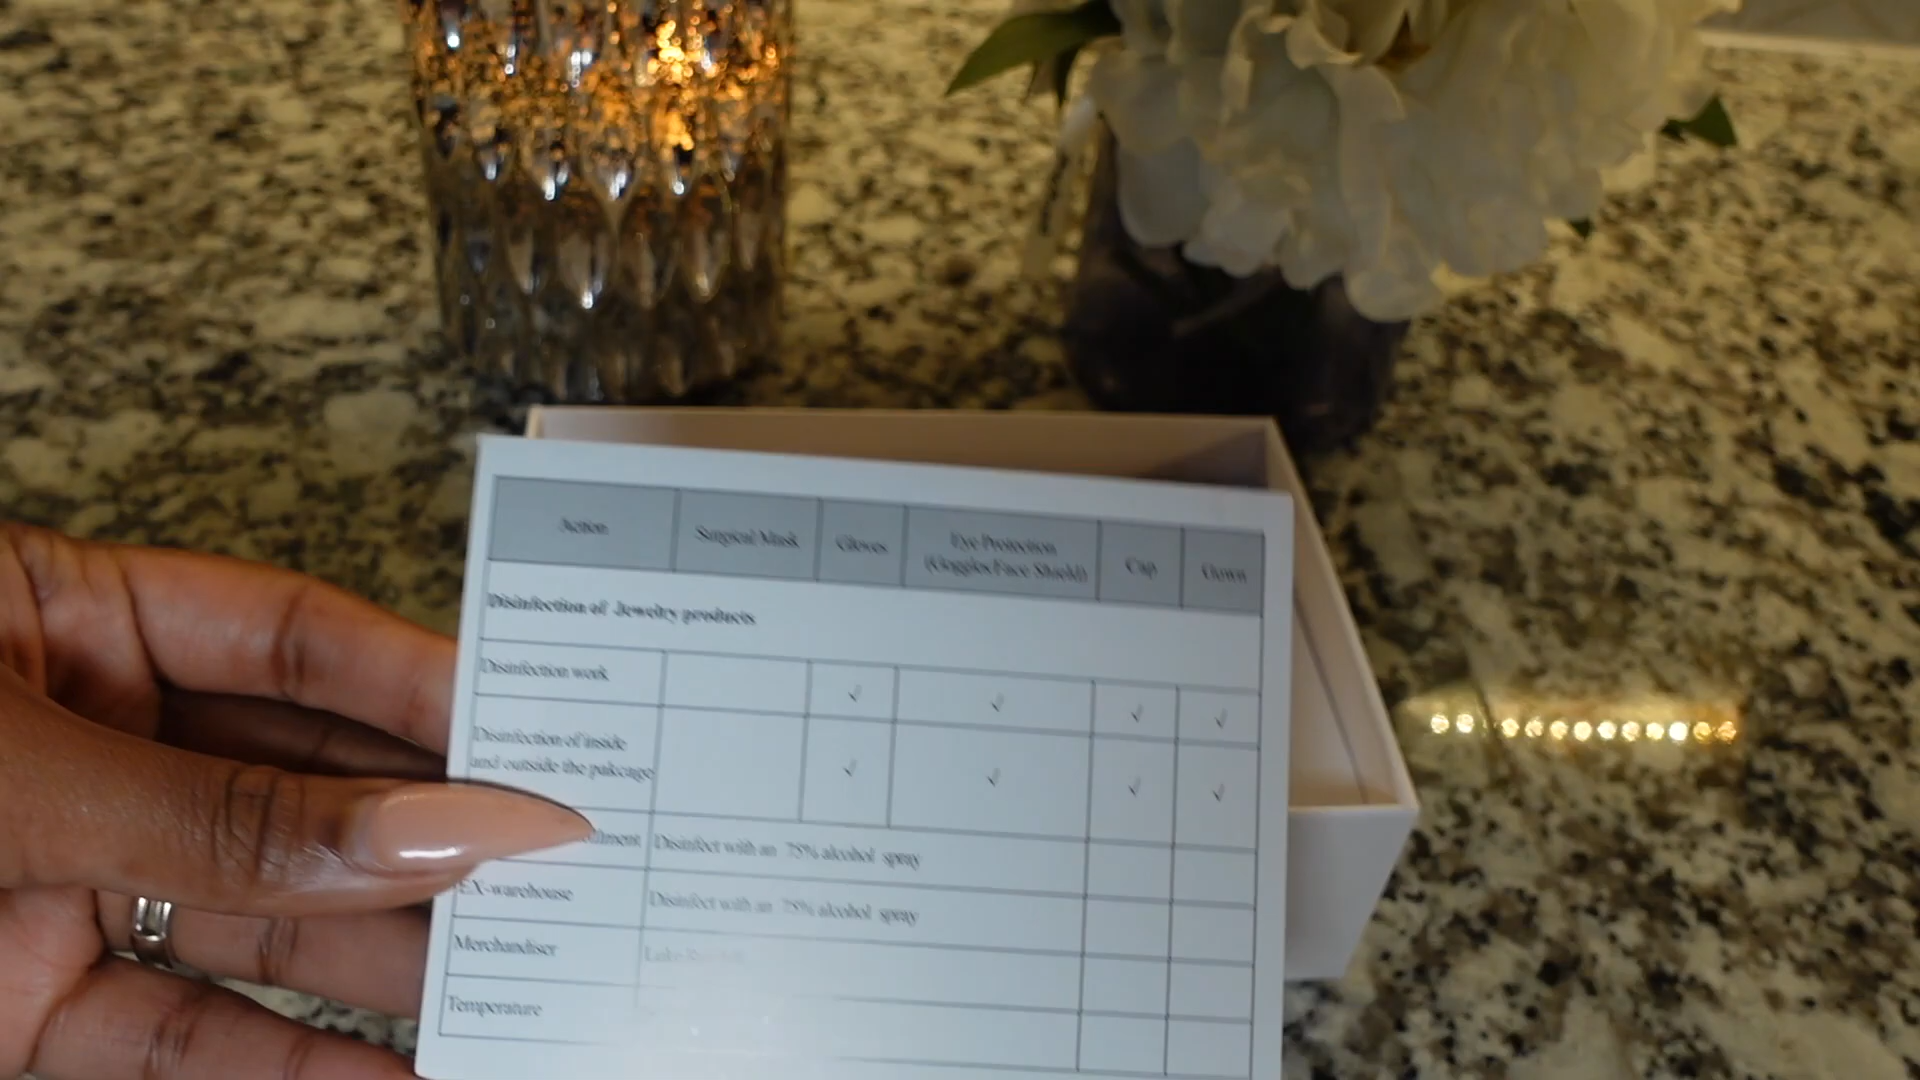 Action Surgical Mask Gloves Eye Protection Cap Gown
(Goggles/Face Shield)
Disinfection of Jewelry products
Disinfection work √ √ √ √
Disinfection of inside
and outside the pakcage √ √ √ √
Disinfect with an 75% alcohol spray
EX-warehouse Disinfect with an 75% alcohol spray
Merchandiser
Temperature